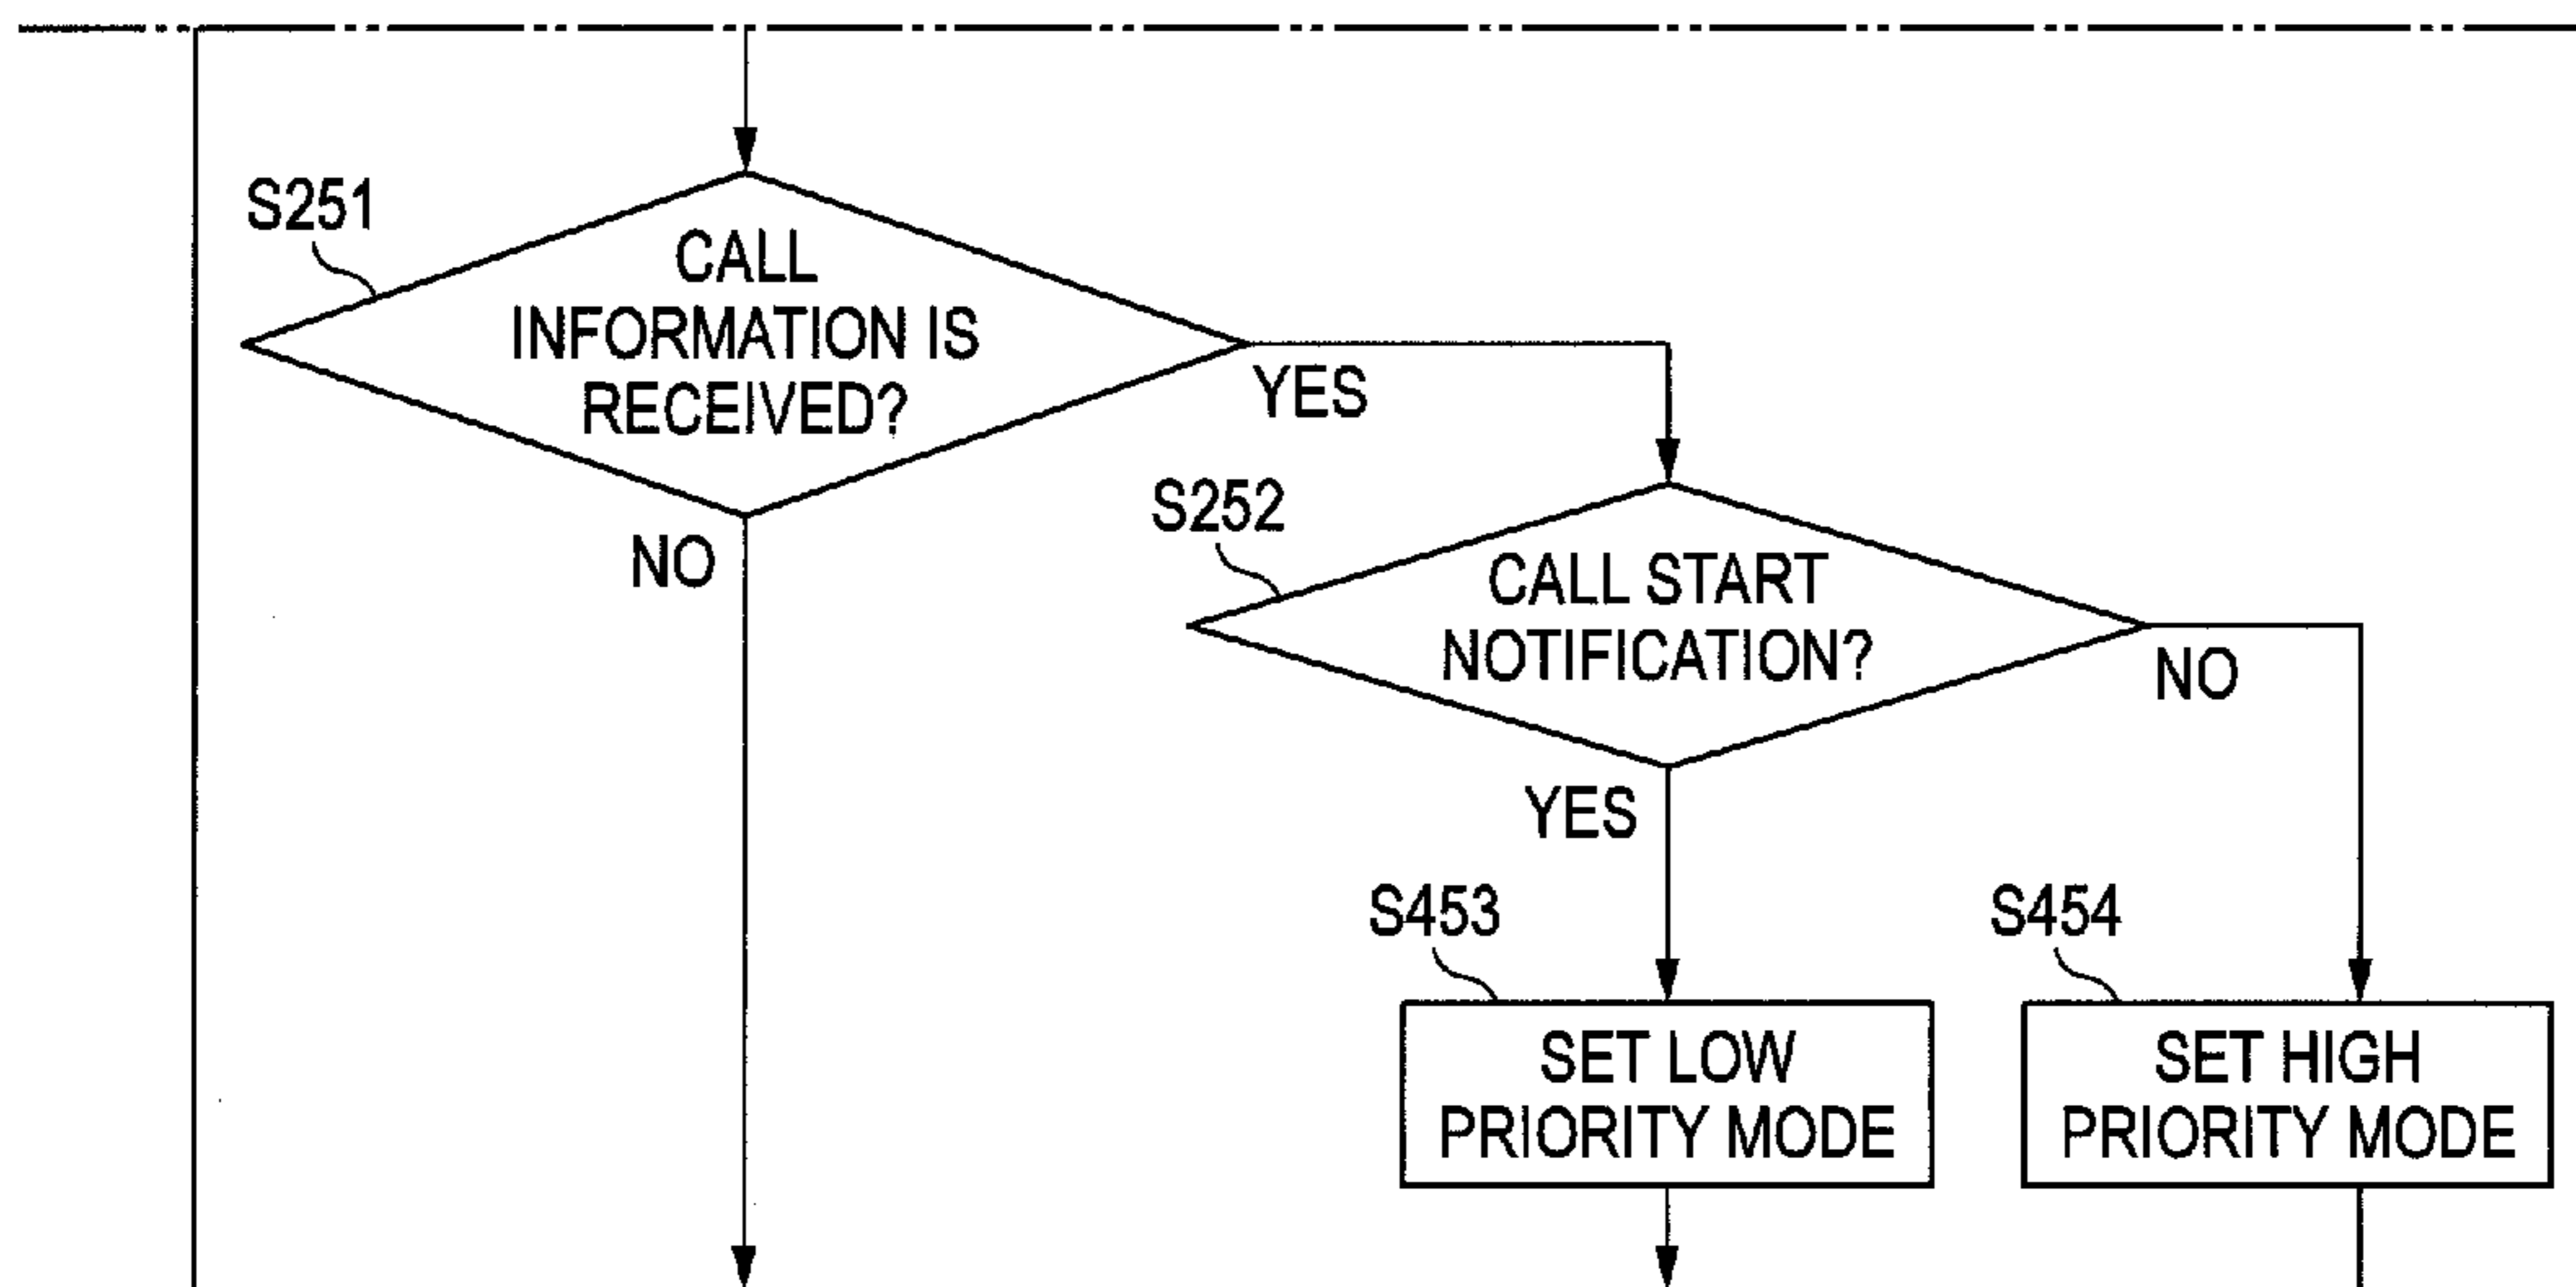 S251
CALL
INFORMATION IS
RECEIVED?
YES
NO
S252
CALL START
NOTIFICATION?
NO
YES
S453
SET LOW
PRIORITY MODE
S454
SET HIGH
PRIORITY MODE